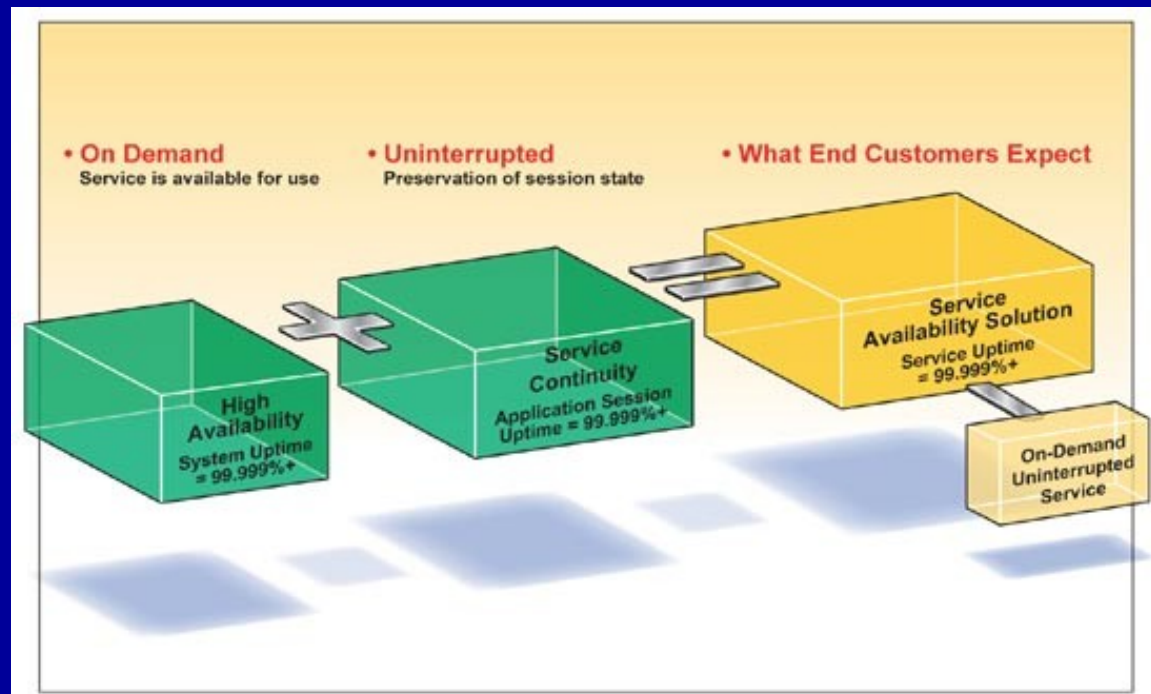 • On Demand
Service is available for use
• Uninterrupted
Preservation of session state
• What End Customers Expect
High
Availability
System Uptime
= 99.999%+
Service
Continuity
Application Session
Uptime = 99.999%+
Service
Availability Solution
Service Uptime
= 99.999%+
On-Demand
Uninterrupted
Service